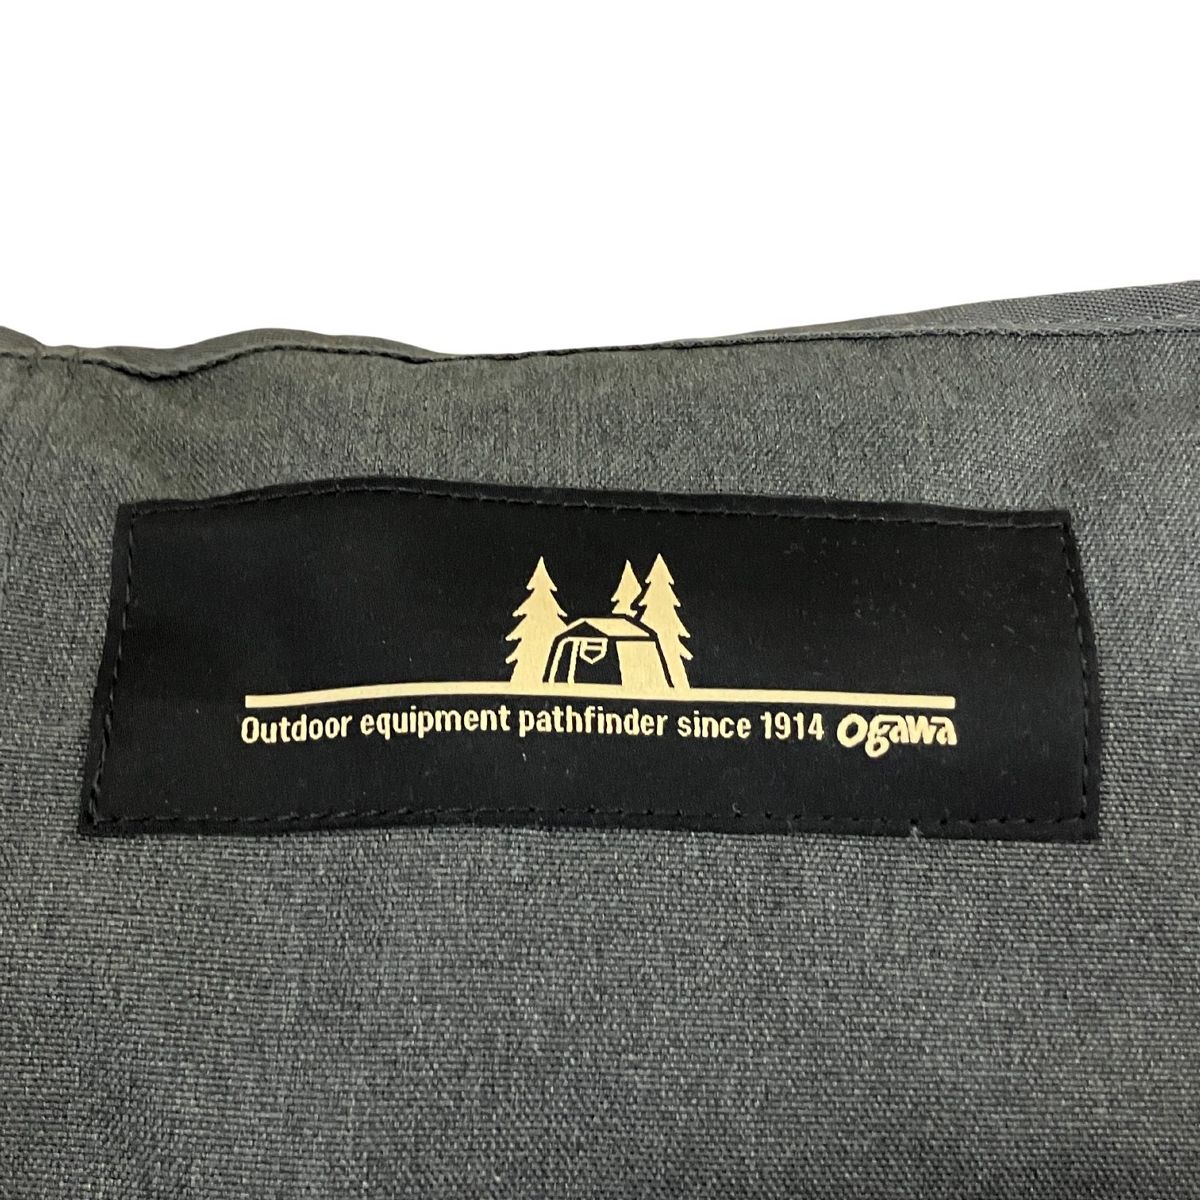 Outdoor equipment pathfinder since 1914 ogawa